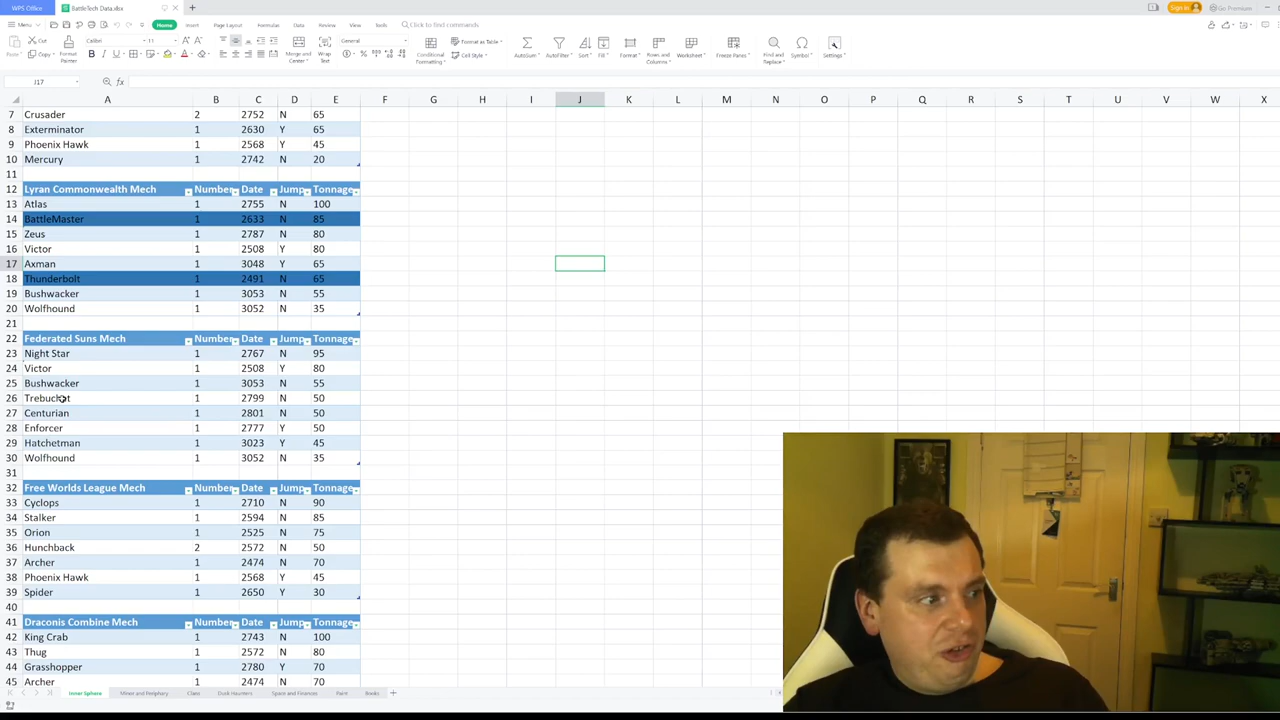 WPS Office BattleTech Data.xlsx Sign in Go Premium
Menu Home Insert Page Layout Formulas Data Review View Tools Click to find commands
Paste Cut Copy Format Painter Calibri 11 B I U A Merge and Center Wrap Text General Conditional Formatting Format as Table Cell Style AutoSum AutoFilter Sort Fill Format Rows and Columns Worksheet Freeze Panes Find and Replace Symbol Settings
J17 fx
A B C D E F G H I J K L M N O P Q R S T U V W X
7 Crusader 2 2752 N 65
8 Exterminator 1 2630 Y 65
9 Phoenix Hawk 1 2568 Y 45
10 Mercury 1 2742 N 20
11
12 Lyran Commonwealth Mech Number Date Jump Tonnage
13 Atlas 1 2755 N 100
14 BattleMaster 1 2633 N 85
15 Zeus 1 2787 N 80
16 Victor 1 2508 Y 80
17 Axman 1 3048 Y 65
18 Thunderbolt 1 2491 N 65
19 Bushwacker 1 3053 N 55
20 Wolfhound 1 3052 N 35
21
22 Federated Suns Mech Number Date Jump Tonnage
23 Night Star 1 2767 N 95
24 Victor 1 2508 Y 80
25 Bushwacker 1 3053 N 55
26 Trebuchet 1 2799 N 50
27 Centurian 1 2801 N 50
28 Enforcer 1 2777 Y 50
29 Hatchetman 1 3023 Y 45
30 Wolfhound 1 3052 N 35
31
32 Free Worlds League Mech Number Date Jump Tonnage
33 Cyclops 1 2710 N 90
34 Stalker 1 2594 N 85
35 Orion 1 2525 N 75
36 Hunchback 2 2572 N 50
37 Archer 1 2474 N 70
38 Phoenix Hawk 1 2568 Y 45
39 Spider 1 2650 Y 30
40
41 Draconis Combine Mech Number Date Jump Tonnage
42 King Crab 1 2743 N 100
43 Thug 1 2572 N 80
44 Grasshopper 1 2780 Y 70
45 Archer 1 2474 N 70
Inner Sphere Minen and Periphary Clans Dusk Haunters Space and Finances Paint Books